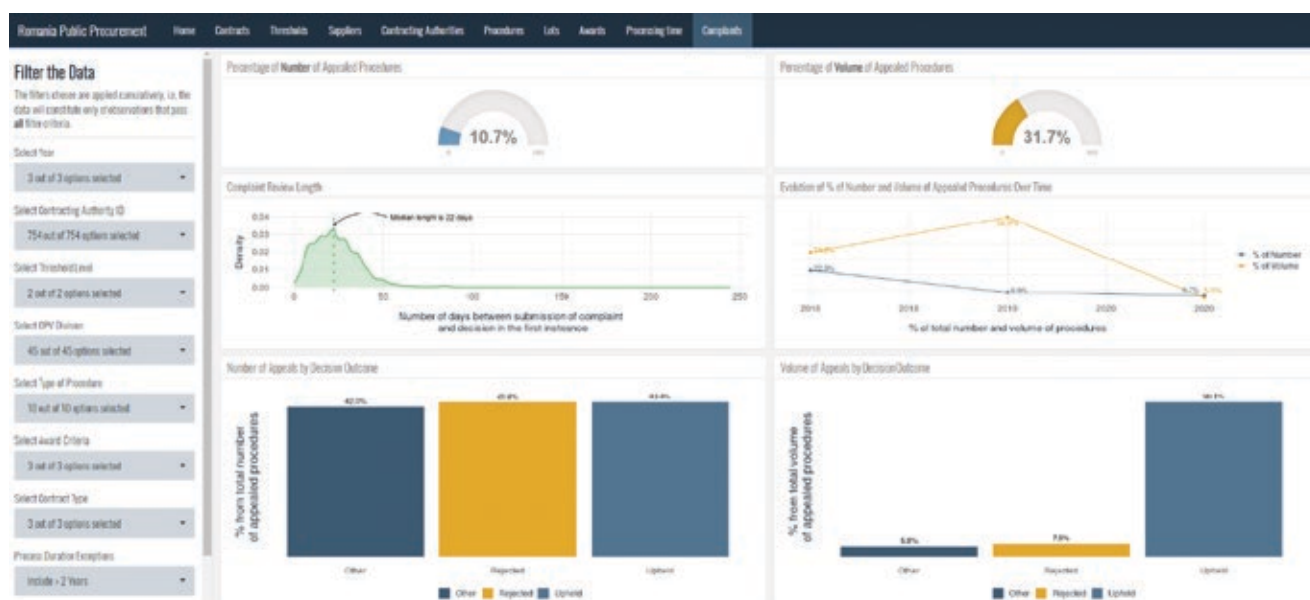 Romania Public Procurement Home Contracts Thresholds Suppliers Contracting Authorities Procedures Lots Awards Processing time Complaints
Filter the Data
The filters chosen are applied cumulatively, i.e. the
data will constitute only of observations that pass
all filter criteria.
Select Year
3 out of 3 options selected
Select Contracting Authority ID
754 out of 754 options selected
Select Threshold Level
2 out of 2 options selected
Select CPV Division
45 out of 45 options selected
Select Type of Procedure
10 out of 10 options selected
Select Award Criteria
3 out of 3 options selected
Select Contract Type
3 out of 3 options selected
Process Duration Exceptions
Include > 2 Years
Percentage of Number of Appealed Procedures
10.7%
0
Percentage of Volume of Appealed Procedures
31.7%
Complaint Review Length
Median length is 22 days
Density
0.04
0.03
0.02
0.01
0.00
0 50 100 200 250
Number of days between submission of complaint
and decision in the first instance
Evolution of % of Number and Volume of Appealed Procedures Over Time
% of Number
% of Volume
2018 2019 2019 2020 2020
% of total number and volume of procedures
Number of Appeals by Decision Outcome
% from total number
of appealed procedures
Other Rejected Upheld
Other Rejected Upheld
Volume of Appeals by Decision Outcome
% from total volume
of appealed procedures
Other Rejected Upheld
Other Rejected Upheld